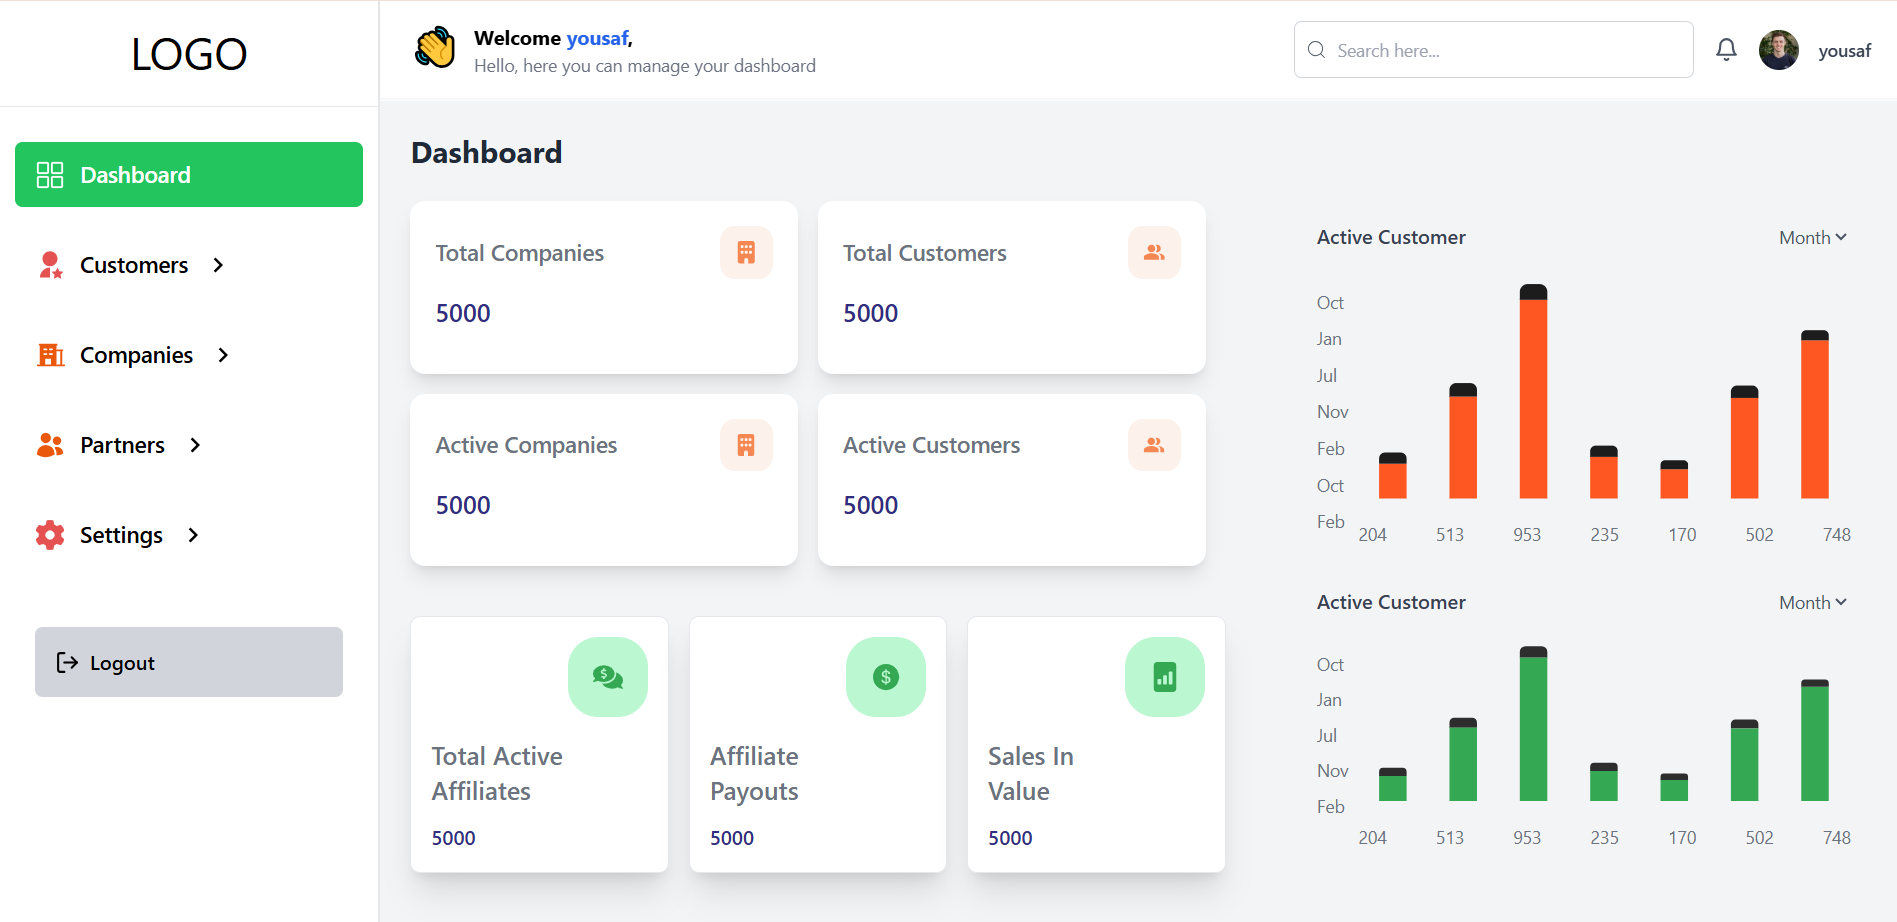 LOGO
Dashboard
Customers
Companies
Partners
Settings
Logout
Welcome yousaf,
Hello, here you can manage your dashboard
Search here...
yousaf
Dashboard
Total Companies
5000
Total Customers
5000
Active Companies
5000
Active Customers
5000
Total Active
Affiliates
5000
Affiliate
Payouts
5000
Sales In
Value
5000
Active Customer
Month
Oct
Jan
Jul
Nov
Feb
Oct
Feb
204 513 953 235 170 502 748
Active Customer
Month
Oct
Jan
Jul
Nov
Feb
204 513 953 235 170 502 748